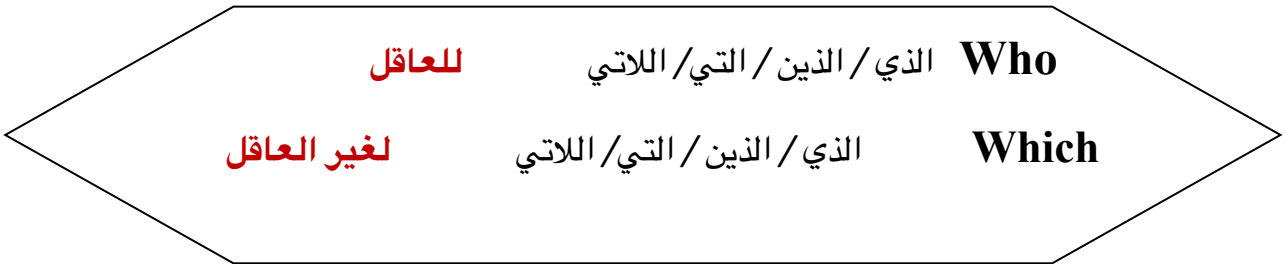 Who الذي / الذين / التي/ اللاتي للعاقل
Which الذي / الذين / التي/ اللاتي لغير العاقل